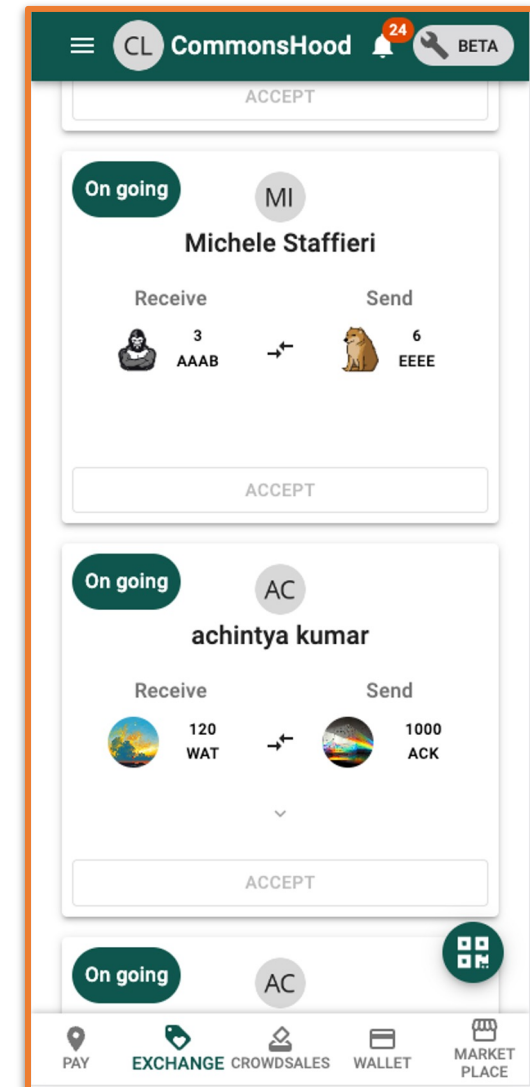 CL CommonsHood 24 BETA
ACCEPT
On going
MI
Michele Staffieri
Receive Send
3 6
AAAB EEEE
ACCEPT
On going
AC
achintya kumar
Receive Send
120 1000
WAT ACK
ACCEPT
On going
AC
PAY EXCHANGE CROWDSALES WALLET MARKET
PLACE